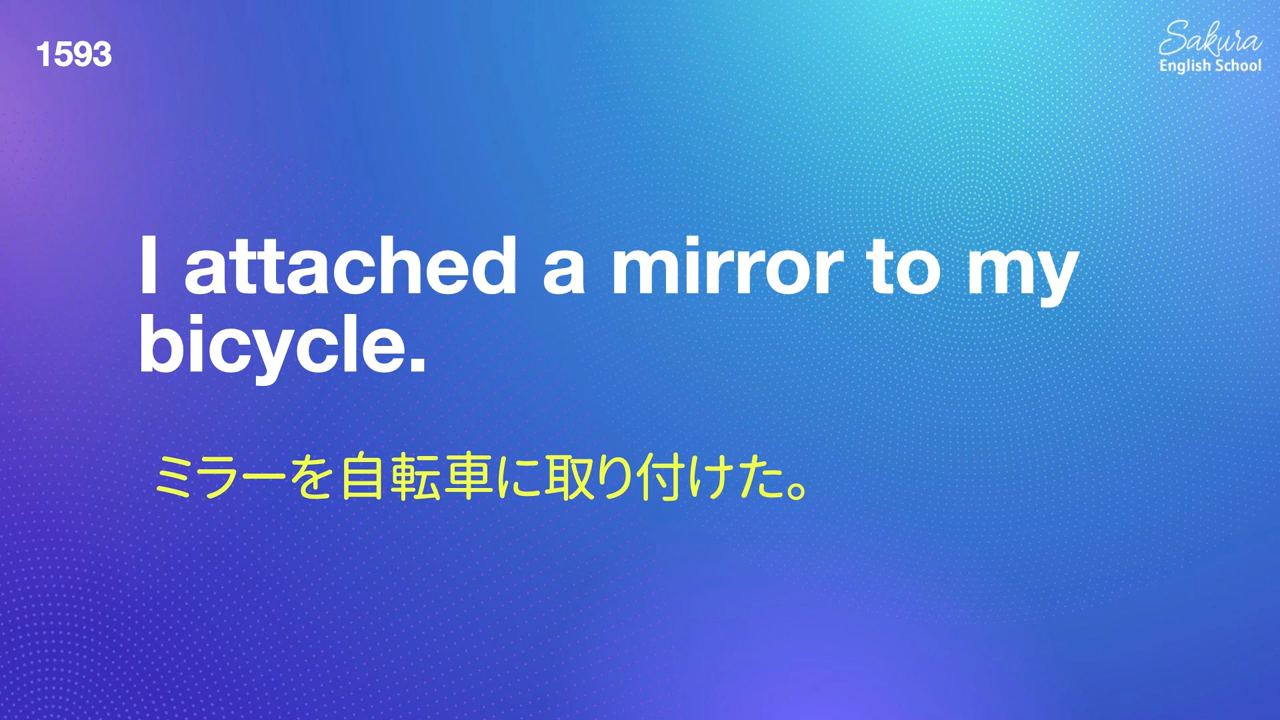 1593
Sakura
English School
I attached a mirror to my
bicycle.
ミラーを自転車に取り付けた。